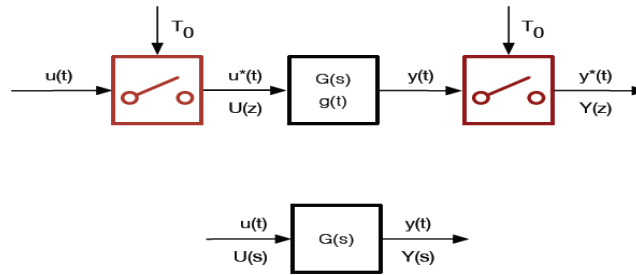 T0 T0
u(t) u*(t) G(s) y(t) y*(t)
U(z) g(t) Y(z)
u(t) y(t)
G(s)
U(s) Y(s)